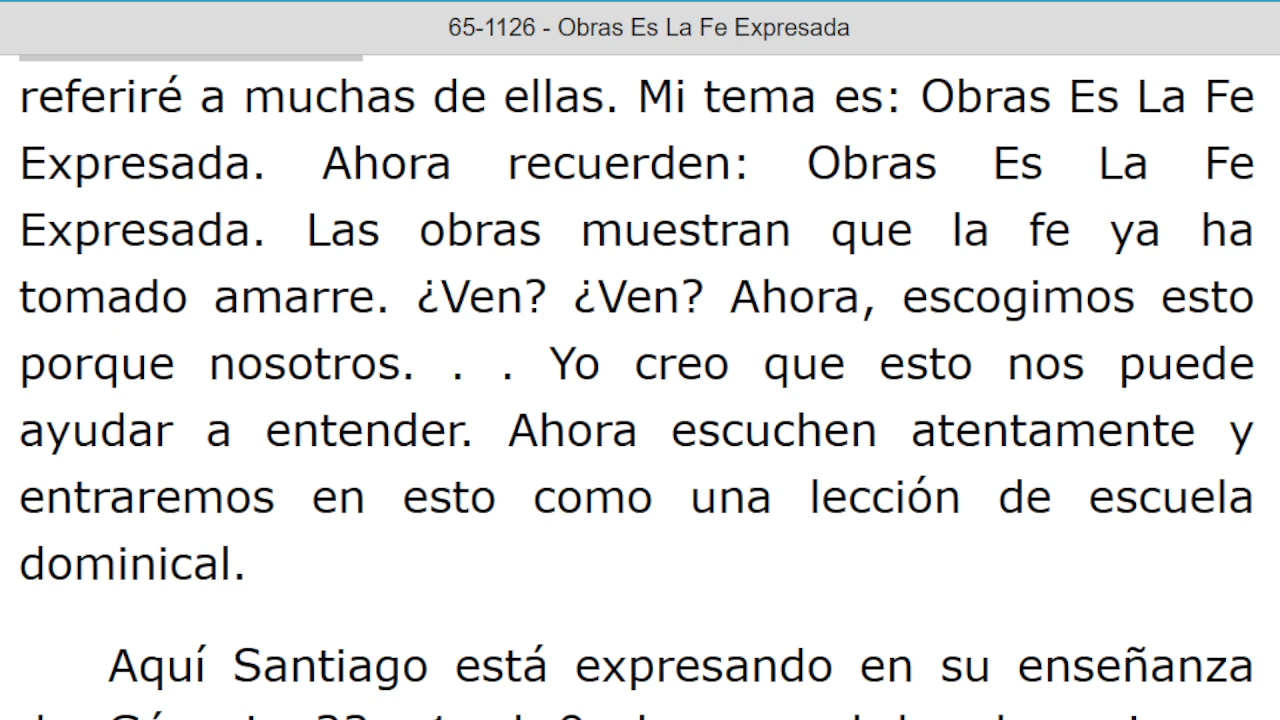 65-1126 - Obras Es La Fe Expresada
referiré a muchas de ellas. Mi tema es: Obras Es La Fe
Expresada. Ahora recuerden: Obras Es La Fe
Expresada. Las obras muestran que la fe ya ha
tomado amarre. ¿Ven? ¿Ven? Ahora, escogimos esto
porque nosotros. . . Yo creo que esto nos puede
ayudar a entender. Ahora escuchen atentamente y
entraremos en esto como una lección de escuela
dominical.
Aquí Santiago está expresando en su enseñanza